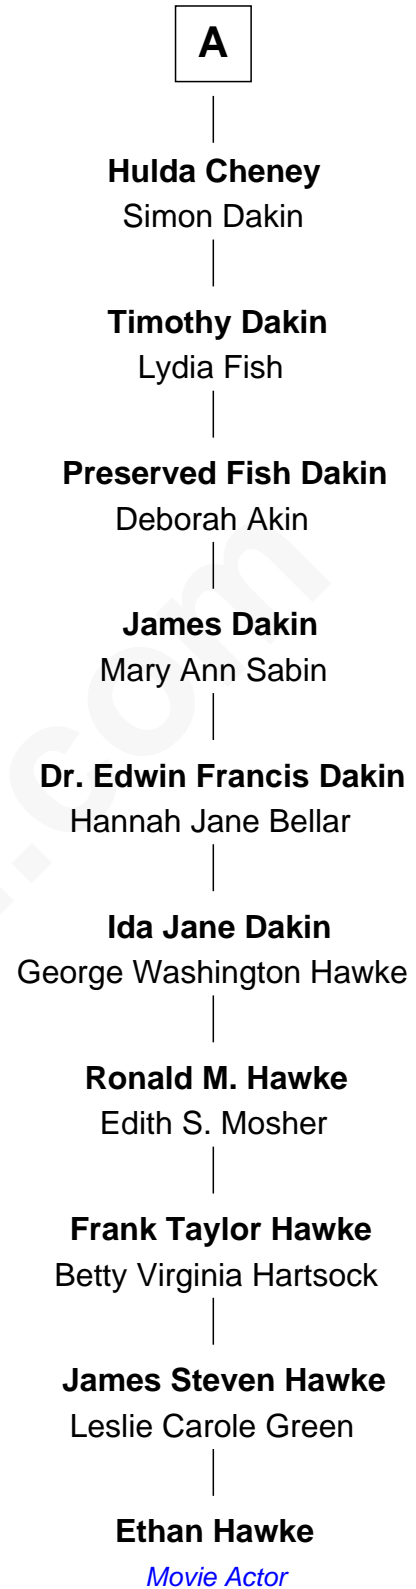 A
Hulda Cheney
Simon Dakin
Timothy Dakin
Lydia Fish
Preserved Fish Dakin
Deborah Akin
James Dakin
Mary Ann Sabin
Dr. Edwin Francis Dakin
Hannah Jane Bellar
Ida Jane Dakin
George Washington Hawke
Ronald M. Hawke
Edith S. Mosher
Frank Taylor Hawke
Betty Virginia Hartsock
James Steven Hawke
Leslie Carole Green
Ethan Hawke
Movie Actor
.com